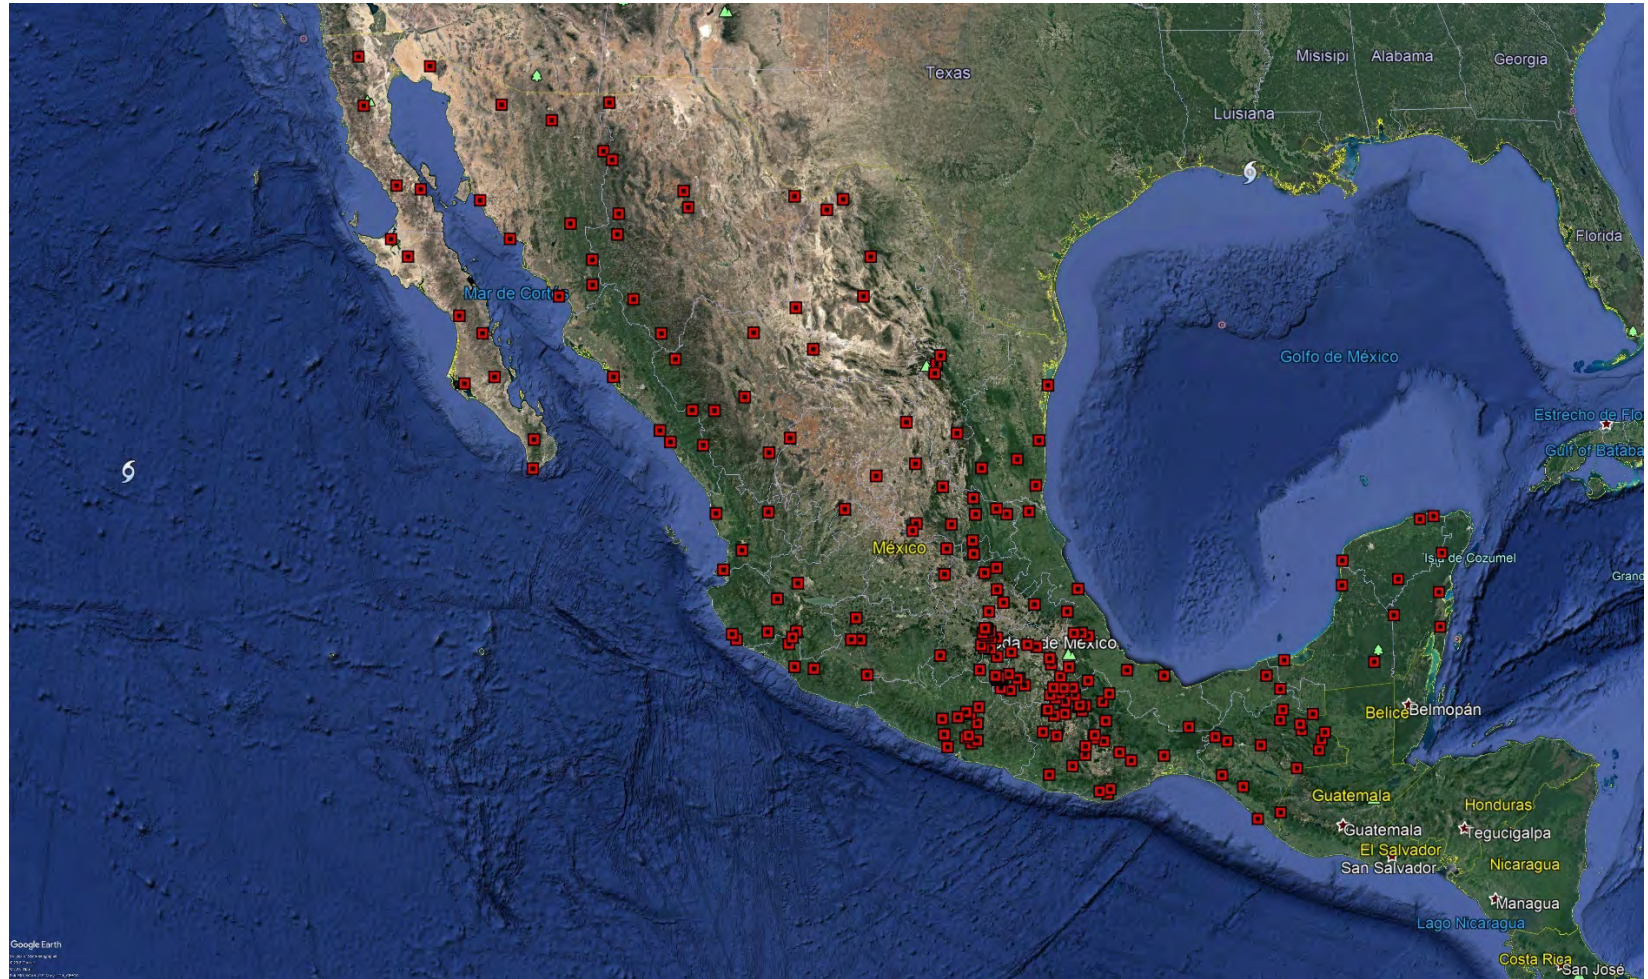 Misisipi
Alabama
Georgia
Texas
Luisiana
Florida
Mar de Cortés
Golfo de México
Estrecho de Flo
Gulf of Bataba
México
Isla de Cozumel
Grand
de México
Belice
Belmopán
Guatemala
Honduras
Guatemala
Tegucigalpa
El Salvador
San Salvador
Nicaragua
Managua
Lago Nicaragua
Costa Rica
San José
Google Earth